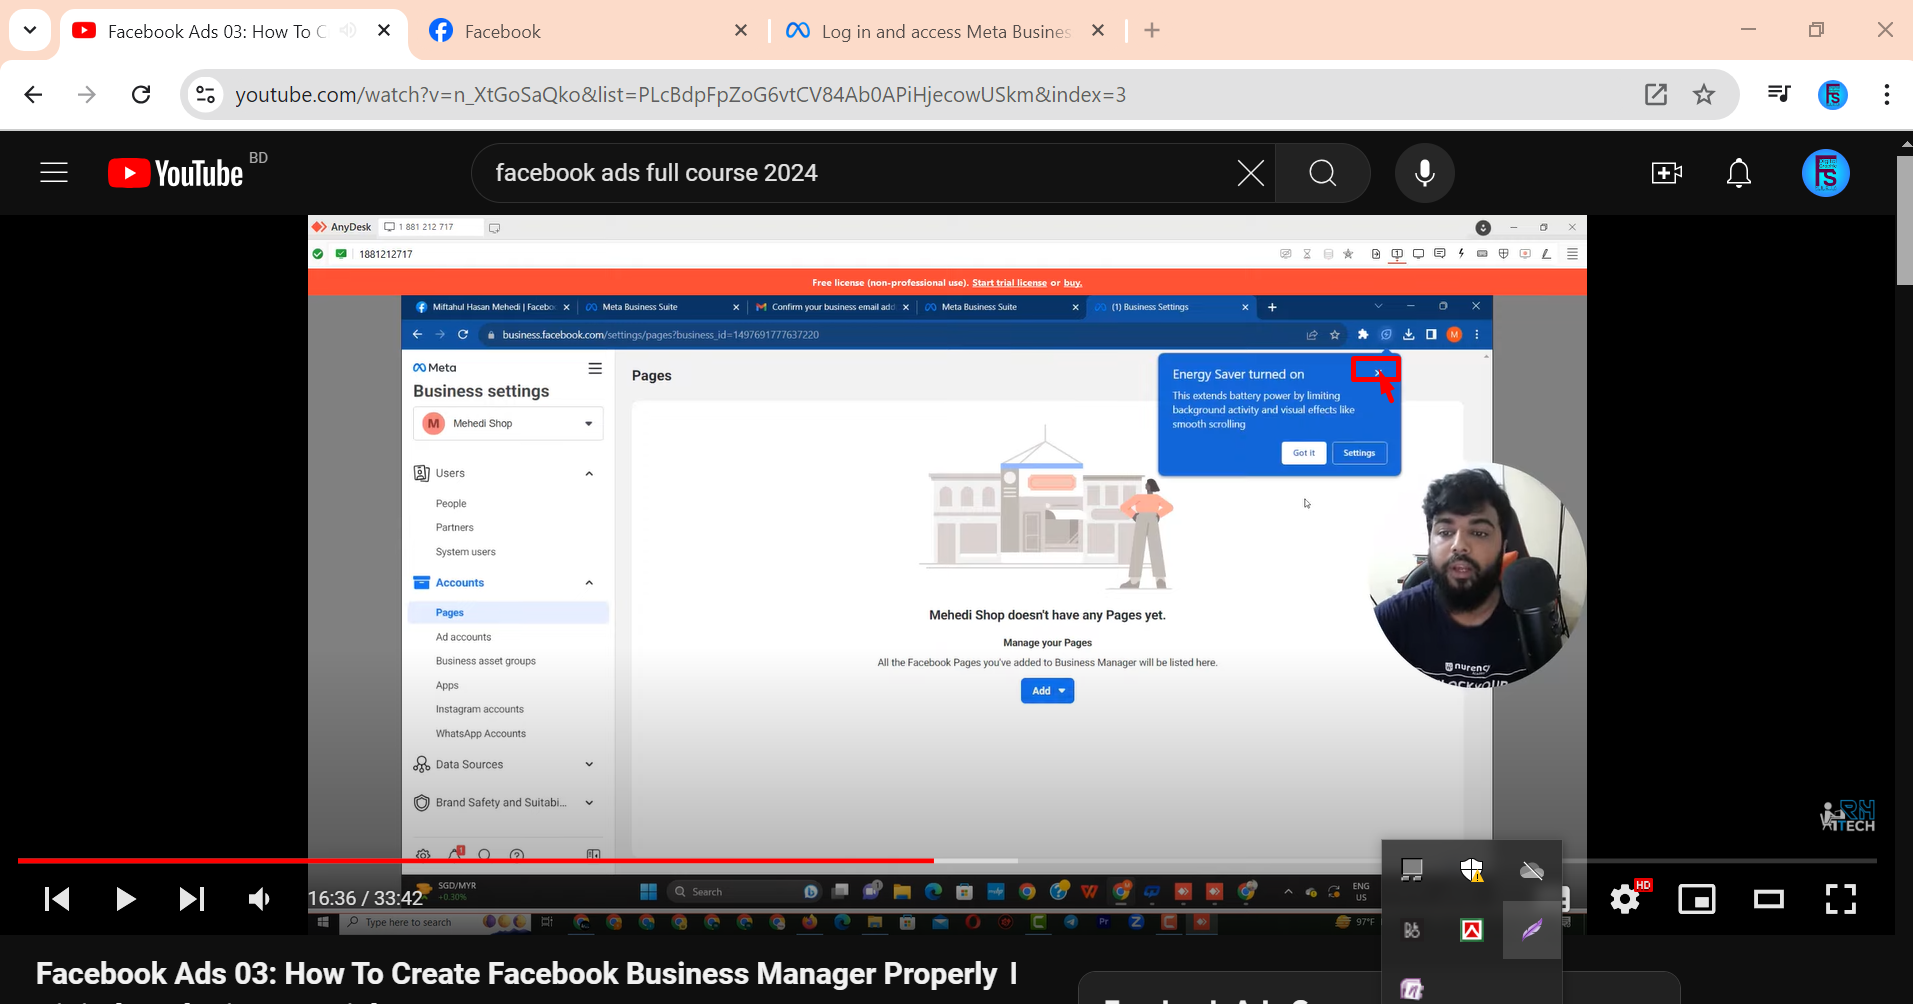 Facebook Ads 03: How To C
Facebook
Log in and access Meta Busines
youtube.com/watch?v=n_XtGoSaQko&list=PLcBdpFpZoG6vtCV84Ab0APiHjecowUSkm&index=3
YouTube BD
facebook ads full course 2024
AnyDesk 1 881 212 717
1881212717
Free license (non-professional use). Start trial license or buy.
Miftahul Hasan Mehedi | Facebo
Meta Business Suite
Confirm your business email add
Meta Business Suite
(1) Business Settings
business.facebook.com/settings/pages?business_id=1497691777637220
M
Meta
Business settings
M Mehedi Shop
Users
People
Partners
System users
Accounts
Pages
Ad accounts
Business asset groups
Apps
Instagram accounts
WhatsApp Accounts
Data Sources
Brand Safety and Suitabi...
Pages
Energy Saver turned on
This extends battery power by limiting
background activity and visual effects like
smooth scrolling
Got it Settings
Mehedi Shop doesn't have any Pages yet.
Manage your Pages
All the Facebook Pages you've added to Business Manager will be listed here.
Add
nurency
RH
TECH
SGD/MYR
+0.30%
Search
ENG
US
16:36 / 33:42
HD
Type here to search
97°F
Facebook Ads 03: How To Create Facebook Business Manager Properly |